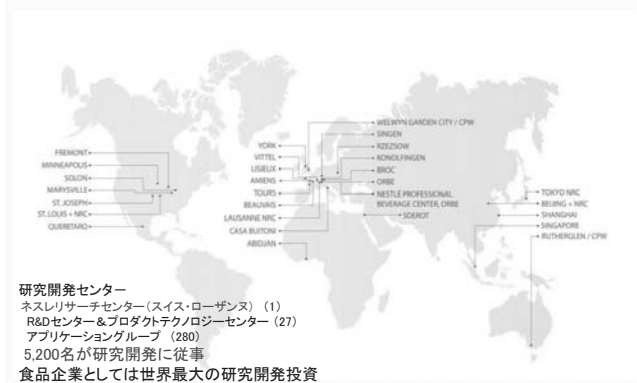 FREMONT
MINNEAPOLIS
SOLON
MARYSVILLE
ST. JOSEPH
ST. LOUIS + NRC
QUERETARO
YORK
VITTEL
LISIEUX
AMIENS
TOURS
BEAUVAIS
LAUSANNE NRC
CASA BUITONI
ABIDJAN
WELWYN GARDEN CITY / CPW
SINGEN
RZEZSOW
KONOLFINGEN
BROC
ORBE
NESTLÉ PROFESSIONAL
BEVERAGE CENTER, ORBE
SDEROT
TOKYO NRC
BEIJING + NRC
SHANGHAI
SINGAPORE
RUTHERGLEN / CPW
研究開発センター
ネスレリサーチセンター(スイス・ローザンヌ) (1)
R&Dセンター&プロダクトテクノロジーセンター (27)
アプリケーショングループ (280)
5,200名が研究開発に従事
食品企業としては世界最大の研究開発投資